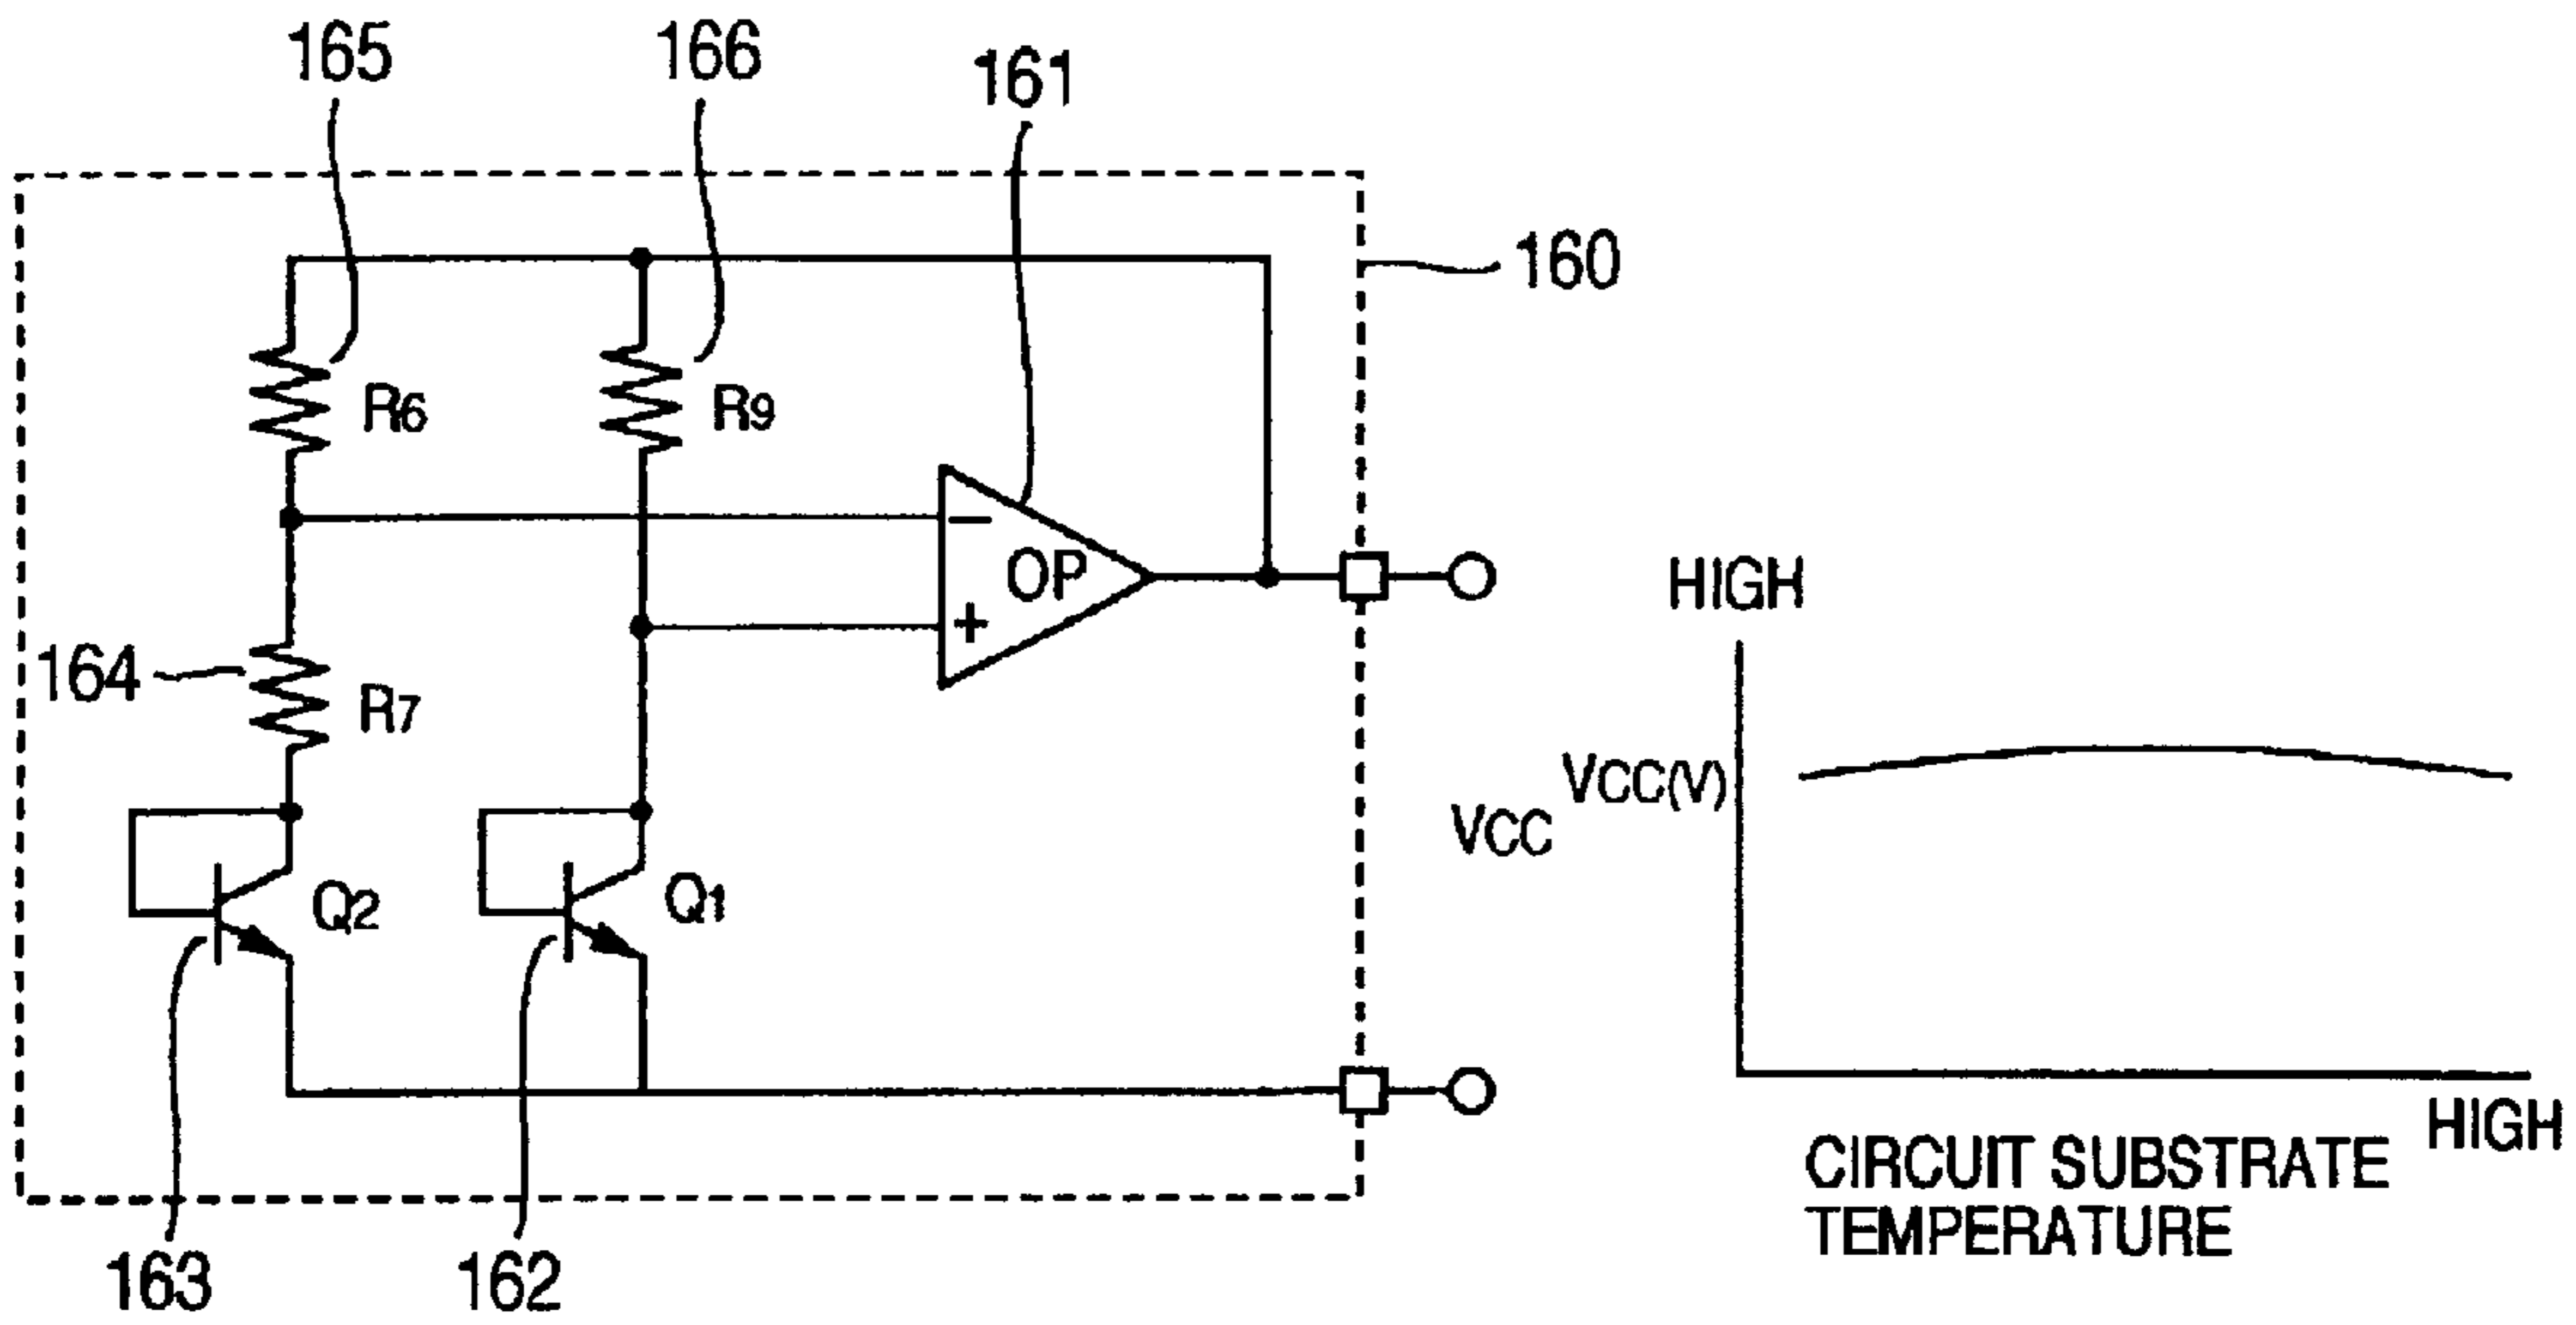 165
166
161
160
R6
R9
−
OP
+
164
R7
Q2
Q1
163
162
HIGH
VCC(V)
VCC
HIGH
CIRCUIT SUBSTRATE
TEMPERATURE